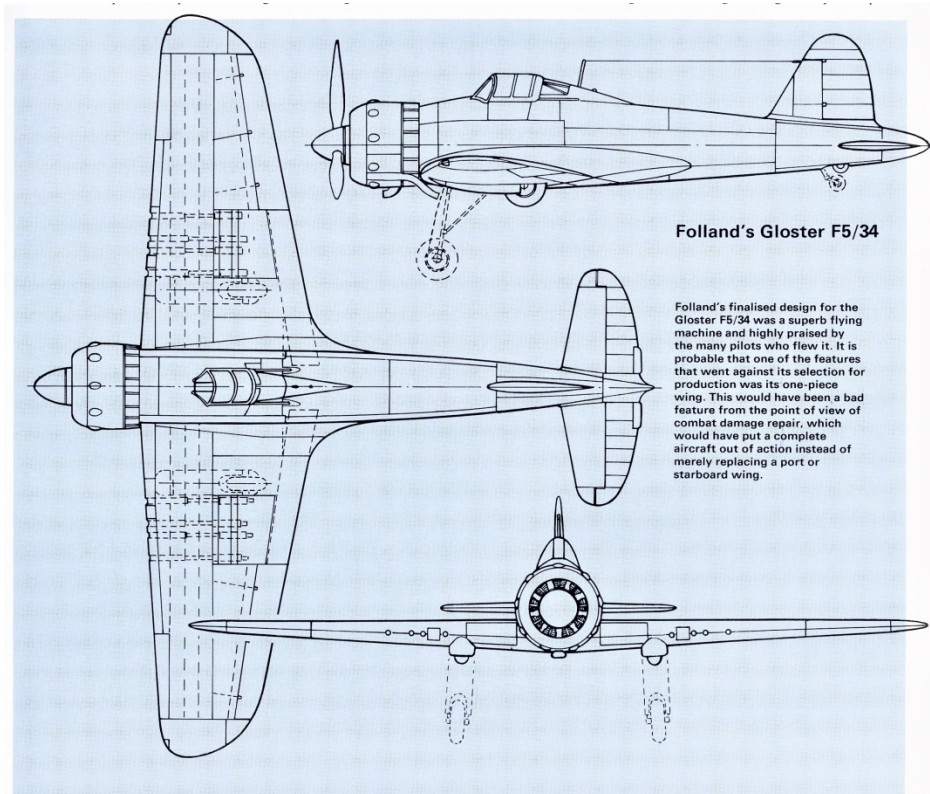 Folland's Gloster F5/34
Folland's finalised design for the
Gloster F5/34 was a superb flying
machine and highly praised by
the many pilots who flew it. It is
probable that one of the features
that went against its selection for
production was its one-piece
wing. This would have been a bad
feature from the point of view of
combat damage repair, which
would have put a complete
aircraft out of action instead of
merely replacing a port or
starboard wing.